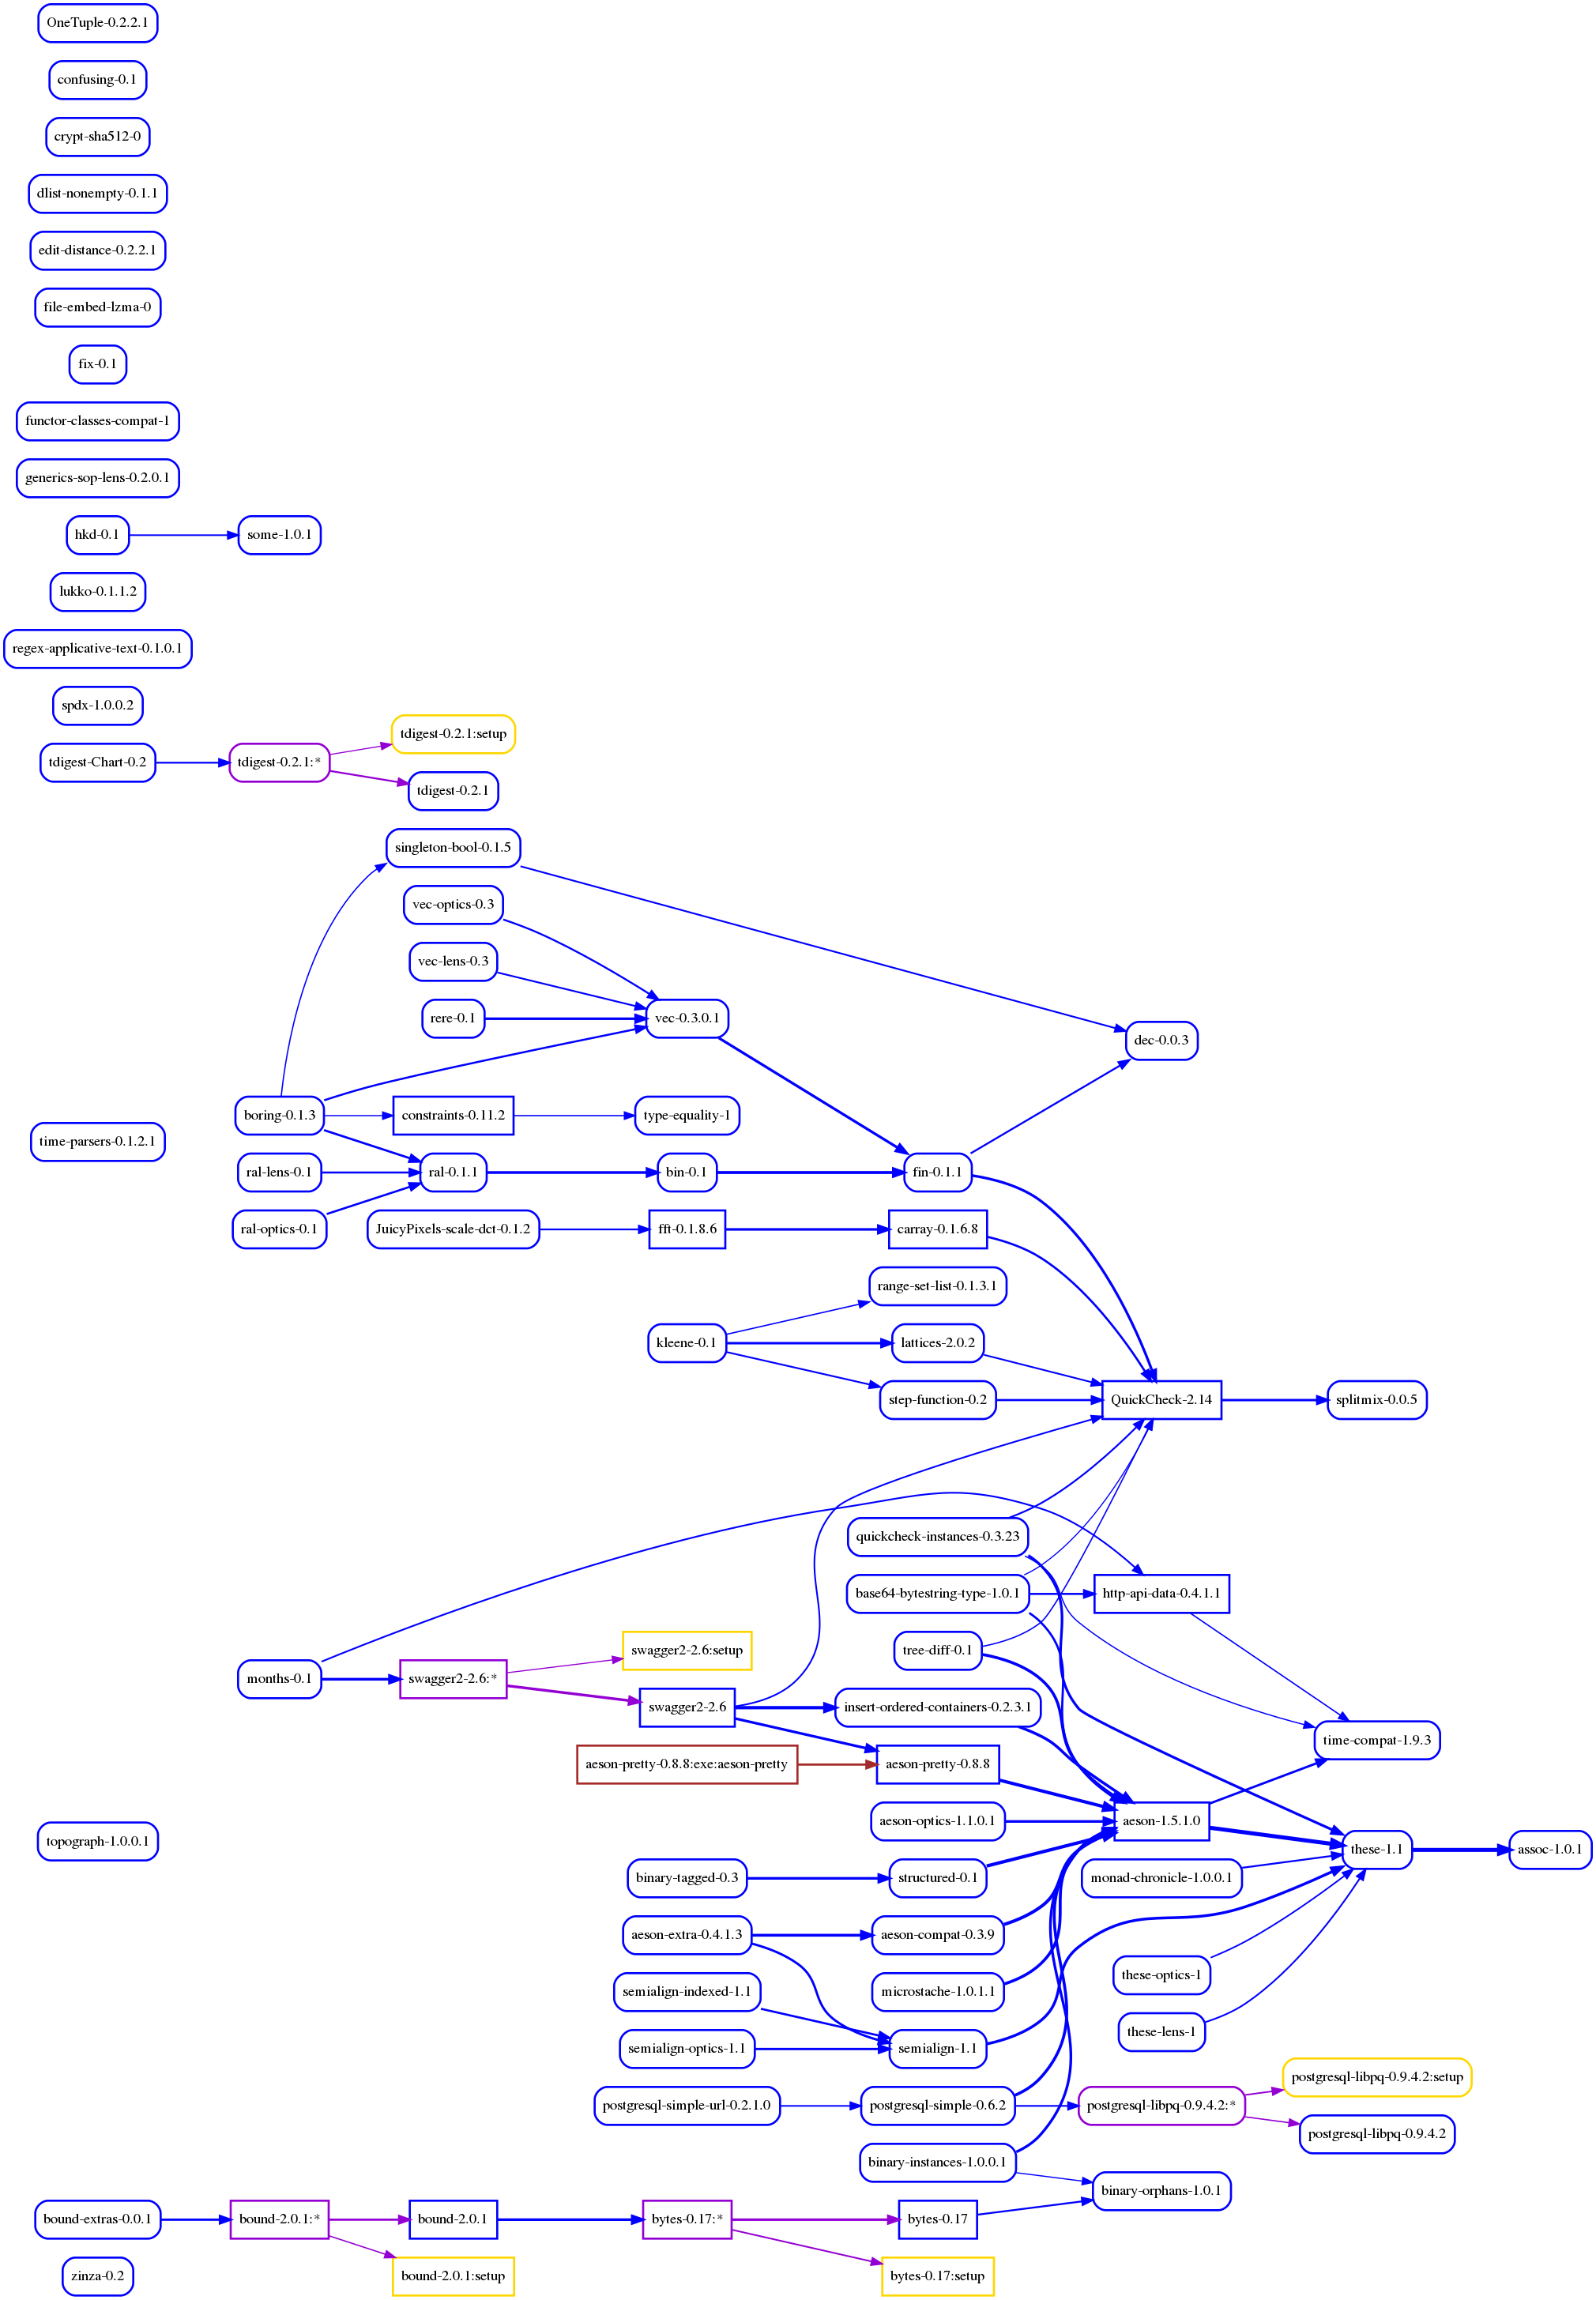 OneTuple-0.2.2.1
confusing-0.1
crypt-sha512-0
dlist-nonempty-0.1.1
edit-distance-0.2.2.1
file-embed-lzma-0
fix-0.1
functor-classes-compat-1
generics-sop-lens-0.2.0.1
hkd-0.1
some-1.0.1
lukko-0.1.1.2
regex-applicative-text-0.1.0.1
spdx-1.0.0.2
tdigest-0.2.1:setup
tdigest-Chart-0.2
tdigest-0.2.1:*
tdigest-0.2.1
singleton-bool-0.1.5
vec-optics-0.3
vec-lens-0.3
rere-0.1
vec-0.3.0.1
dec-0.0.3
boring-0.1.3
constraints-0.11.2
type-equality-1
time-parsers-0.1.2.1
ral-lens-0.1
ral-0.1.1
bin-0.1
fin-0.1.1
ral-optics-0.1
JuicyPixels-scale-dct-0.1.2
fft-0.1.8.6
carray-0.1.6.8
range-set-list-0.1.3.1
kleene-0.1
lattices-2.0.2
step-function-0.2
QuickCheck-2.14
splitmix-0.0.5
quickcheck-instances-0.3.23
base64-bytestring-type-1.0.1
http-api-data-0.4.1.1
tree-diff-0.1
swagger2-2.6:setup
months-0.1
swagger2-2.6:*
swagger2-2.6
insert-ordered-containers-0.2.3.1
time-compat-1.9.3
aeson-pretty-0.8.8:exe:aeson-pretty
aeson-pretty-0.8.8
aeson-optics-1.1.0.1
aeson-1.5.1.0
topograph-1.0.0.1
these-1.1
assoc-1.0.1
binary-tagged-0.3
structured-0.1
monad-chronicle-1.0.0.1
aeson-extra-0.4.1.3
aeson-compat-0.3.9
these-optics-1
semialign-indexed-1.1
microstache-1.0.1.1
these-lens-1
semialign-optics-1.1
semialign-1.1
postgresql-libpq-0.9.4.2:setup
postgresql-simple-url-0.2.1.0
postgresql-simple-0.6.2
postgresql-libpq-0.9.4.2:*
postgresql-libpq-0.9.4.2
binary-instances-1.0.0.1
binary-orphans-1.0.1
bound-extras-0.0.1
bound-2.0.1:*
bound-2.0.1
bytes-0.17:*
bytes-0.17
zinza-0.2
bound-2.0.1:setup
bytes-0.17:setup